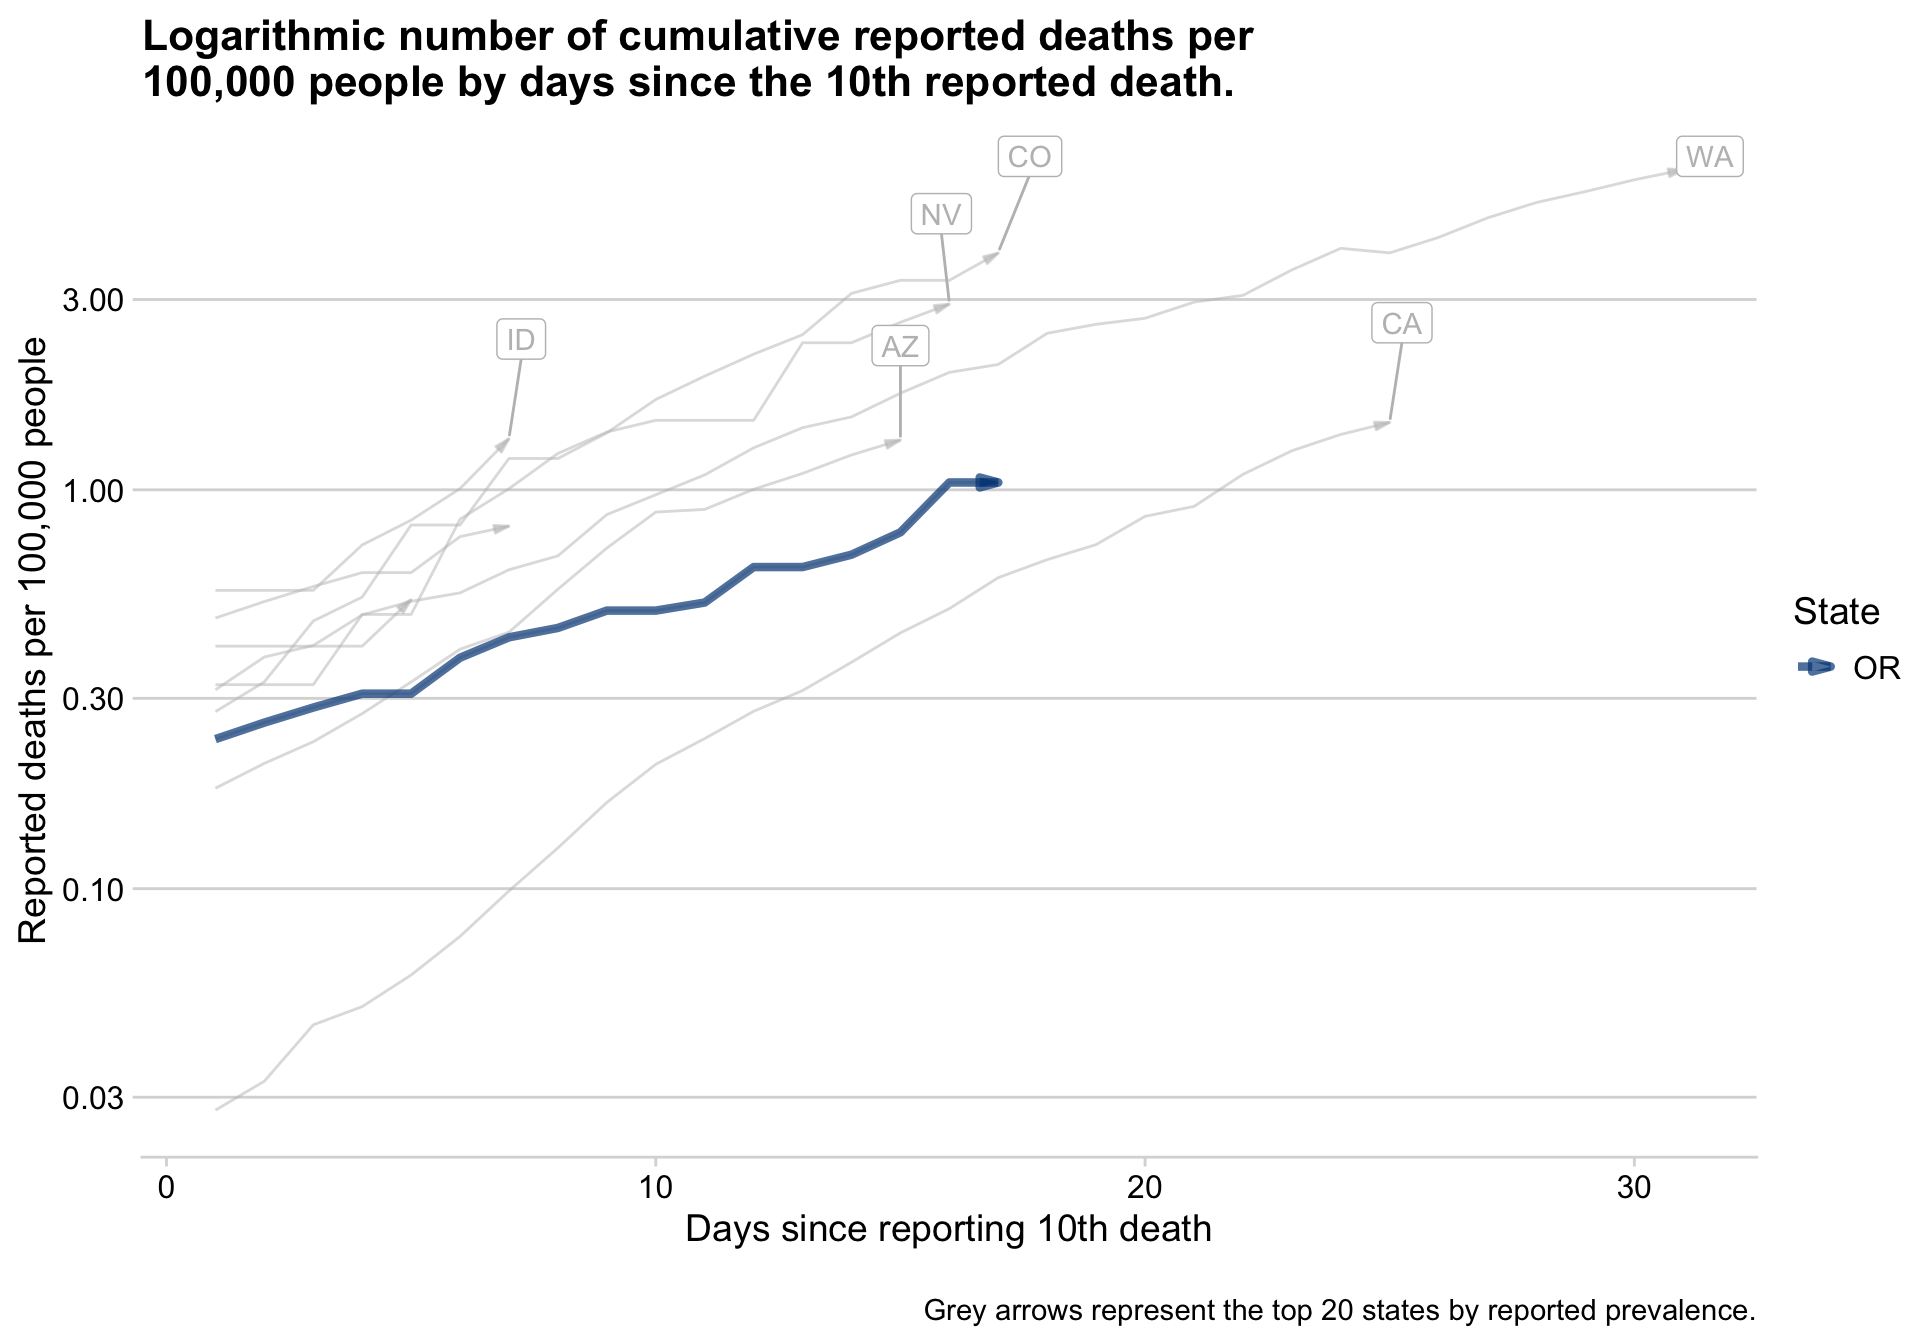 Logarithmic number of cumulative reported deaths per
100,000 people by days since the 10th reported death.
CO
WA
NV
3.00
CA
ID
AZ
1.00
Reported deaths per 100,000 people
State
OR
0.30
0.10
0.03
0
10
20
30
Days since reporting 10th death
Grey arrows represent the top 20 states by reported prevalence.